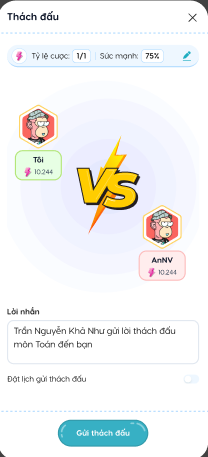 Thách đấu
Tỷ lệ cược: 1/1 Sức mạnh: 75%
Tôi
10.244
VS
AnNV
10.244
Lời nhắn
Trần Nguyễn Khả Như gửi lời thách đấu
môn Toán đến bạn
Đặt lịch gửi thách đấu
Gửi thách đấu